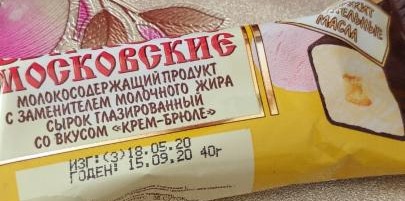 МОСКОВСКИЕ
МОЛОКОСОДЕРЖАЩИЙ ПРОДУКТ
С ЗАМЕНИТЕЛЕМ МОЛОЧНОГО ЖИРА
СЫРОК ГЛАЗИРОВАННЫЙ
СО ВКУСОМ «КРЕМ-БРЮЛЕ»
МАСЛА
ИЗГ:(3)18.05.20
ГОДЕН: 15.09.20 40г